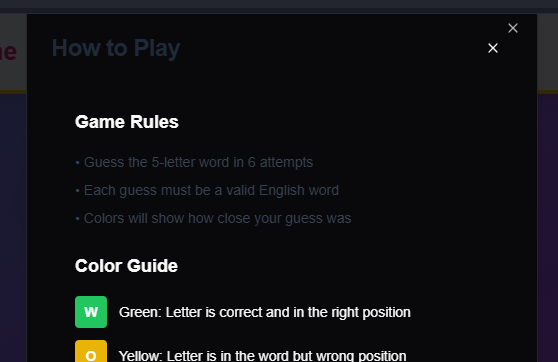 How to Play
Game Rules
• Guess the 5-letter word in 6 attempts
• Each guess must be a valid English word
• Colors will show how close your guess was
Color Guide
W Green: Letter is correct and in the right position
O Yellow: Letter is in the word but wrong position